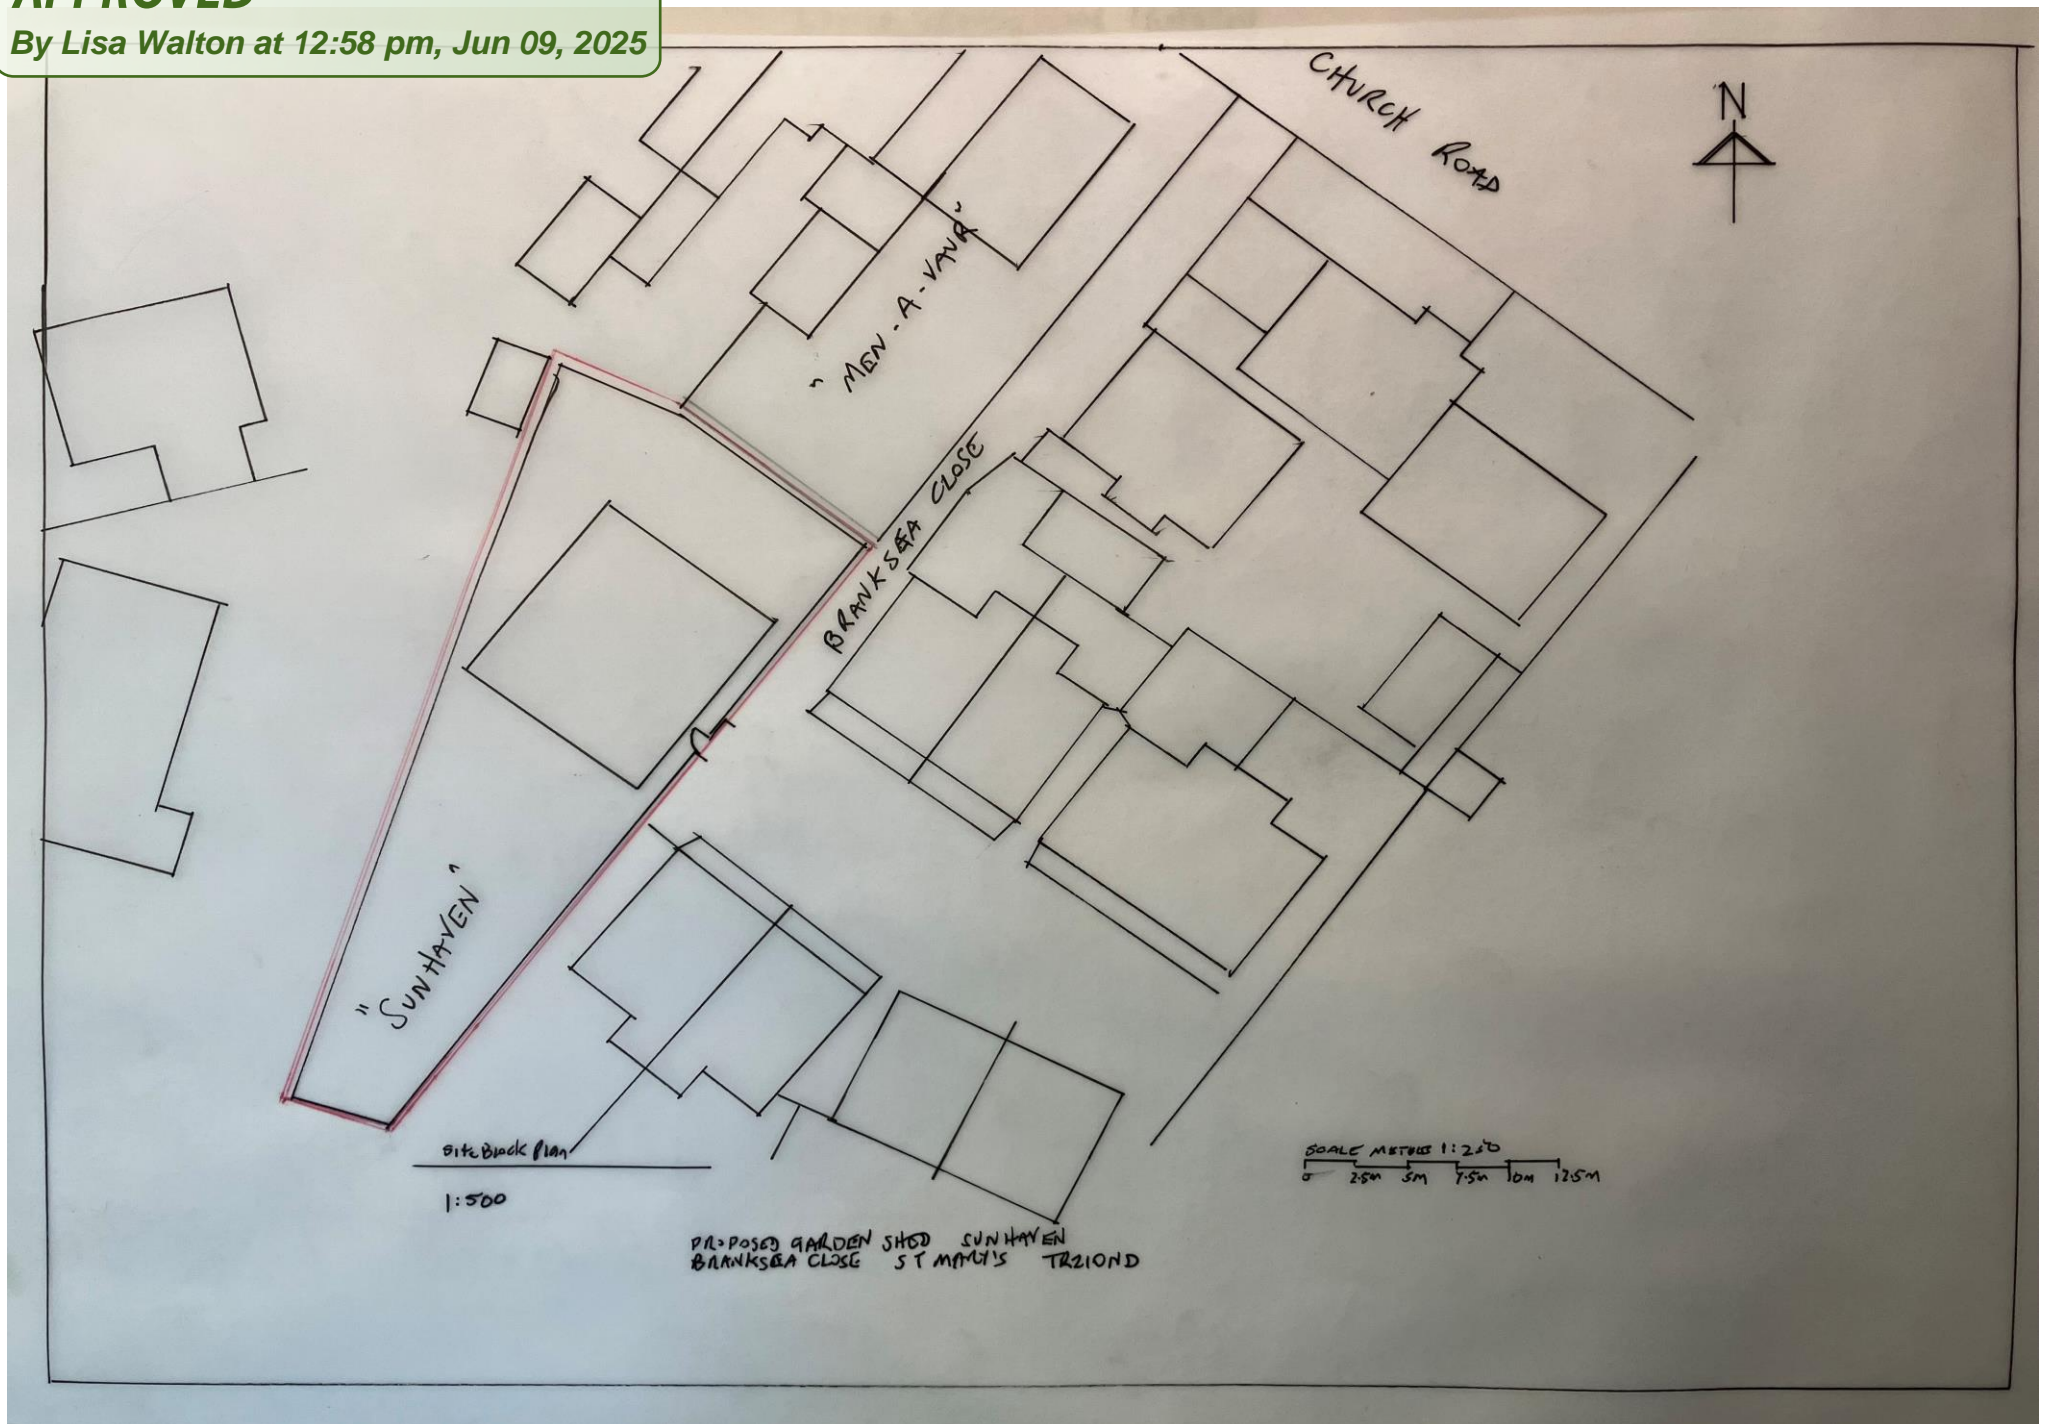 APPROVED
By Lisa Walton at 12:58 pm, Jun 09, 2025
CHURCH ROAD
N
"MEN-A-VAUR"
BRANKSEA CLOSE
"SUNHAVEN"
Site Block Plan
1:500
SCALE METRES 1:250
0 2.5m 5m 7.5m 10m 12.5m
PROPOSED GARDEN SHED SUNHAVEN
BRANKSEA CLOSE ST MARY'S TR210ND